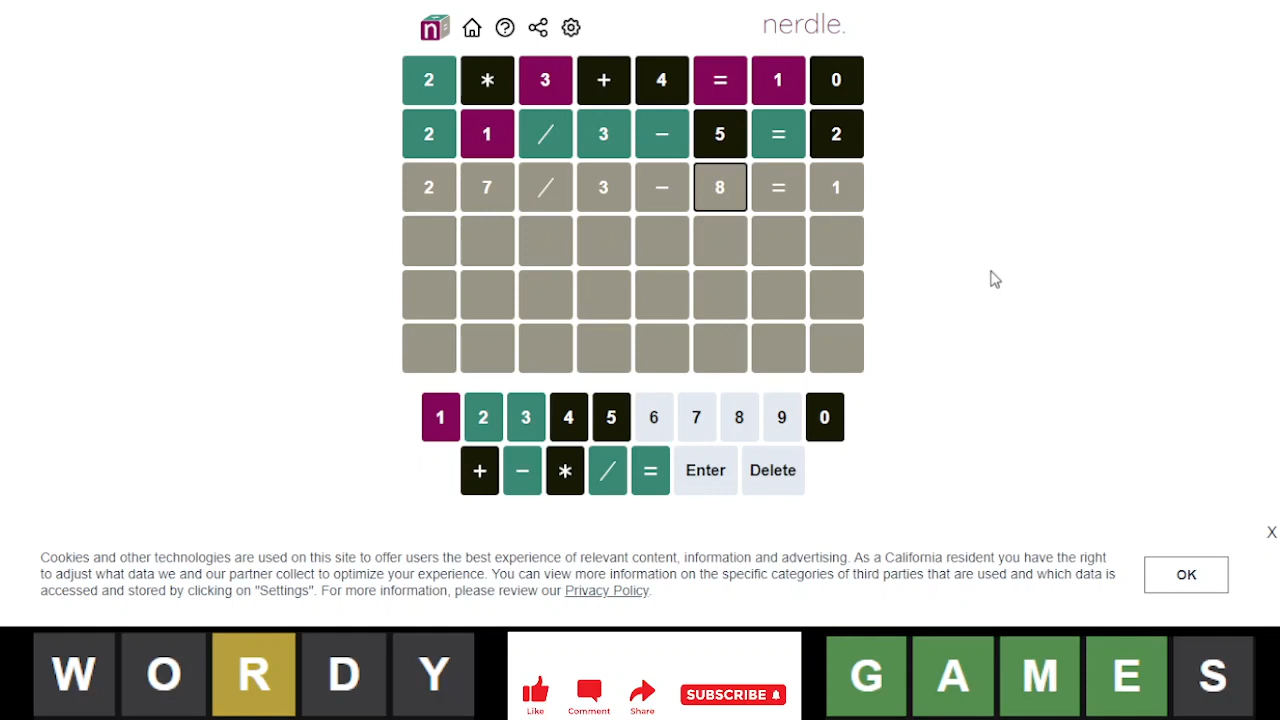 n nerdle.
2 * 3 + 4 = 1 0
2 1 / 3 − 5 = 2
2 7 / 3 − 8 = 1
1 2 3 4 5 6 7 8 9 0
+ − * / = Enter Delete
X
Cookies and other technologies are used on this site to offer users the best experience of relevant content, information and advertising. As a California resident you have the right
to adjust what data we and our partner collect to optimize your experience. You can view more information on the specific categories of third parties that are used and which data is
accessed and stored by clicking on "Settings". For more information, please review our Privacy Policy.
OK
WORDY
Like Comment Share SUBSCRIBE
GAMES